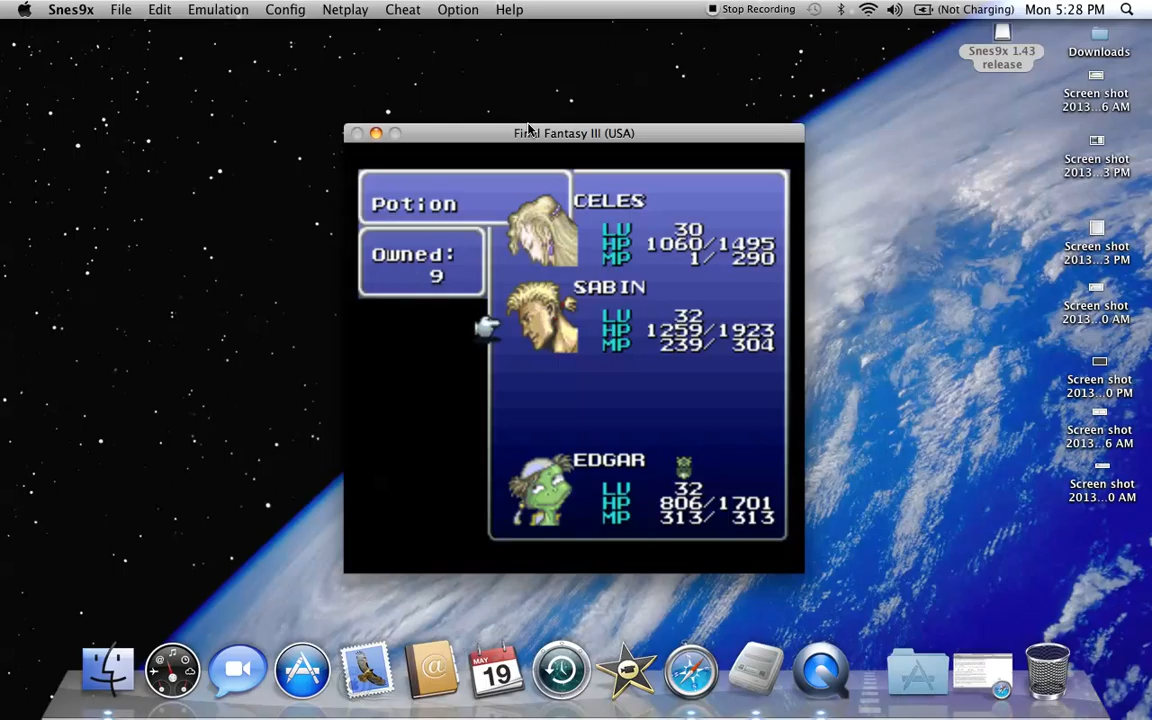 Snes9x File Edit Emulation Config Netplay Cheat Option Help Stop Recording (Not Charging) Mon 5:28 PM
Snes9x 1.43
release
Downloads
Screen shot
2013...6 AM
Screen shot
2013...3 PM
Screen shot
2013...3 PM
Screen shot
2013...0 AM
Screen shot
2013...0 PM
Screen shot
2013...6 AM
Screen shot
2013...0 AM
Final Fantasy III (USA)
Potion
Owned:
9
CELES
LV 30
HP 1060/1495
MP 1/ 290
SABIN
LV 32
HP 1259/1923
MP 239/ 304
EDGAR
LV 32
HP 806/1701
MP 313/ 313
MAY
19